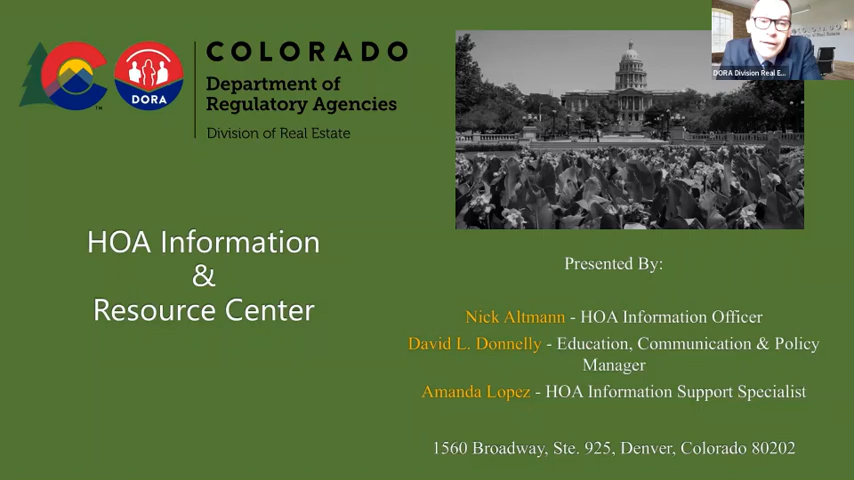 COLORADO
Department of
Regulatory Agencies
Division of Real Estate
DORA
TM
DORA Division Real E...
HOA Information
&
Resource Center
Presented By:
Nick Altmann - HOA Information Officer
David L. Donnelly - Education, Communication & Policy
Manager
Amanda Lopez - HOA Information Support Specialist
1560 Broadway, Ste. 925, Denver, Colorado 80202